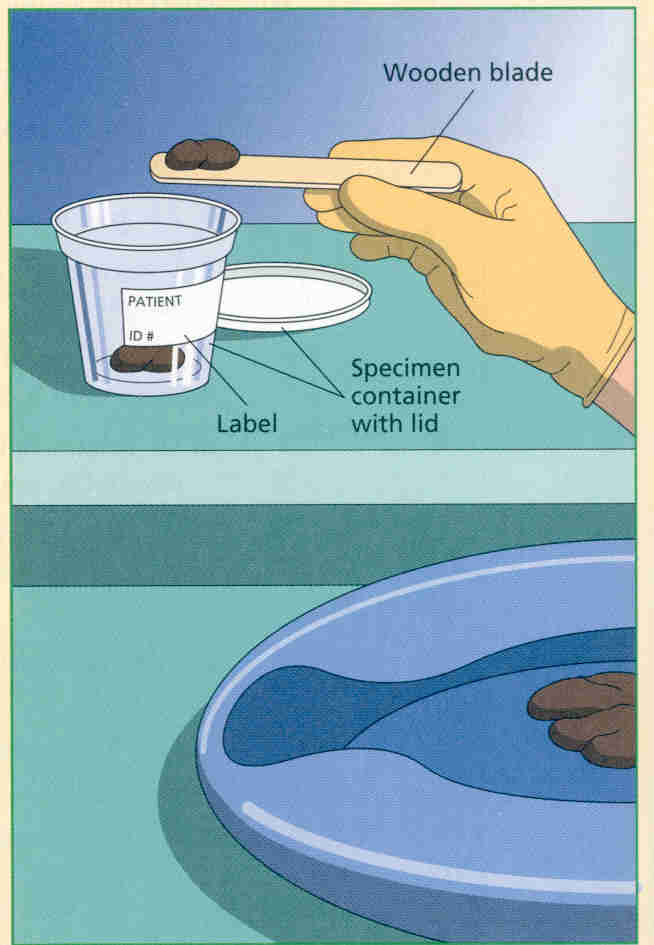 Wooden blade
PATIENT
ID #
Specimen
container
with lid
Label